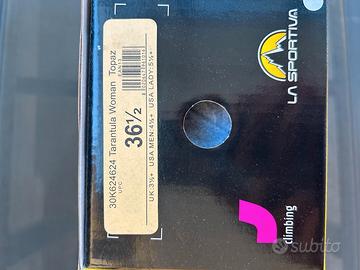 30K624624 Tarantula Woman Topaz
UPC
36½
UK:3½+ USA MEN:4½+ USA LADY:5½+
LA SPORTIVA
climbing
Subito